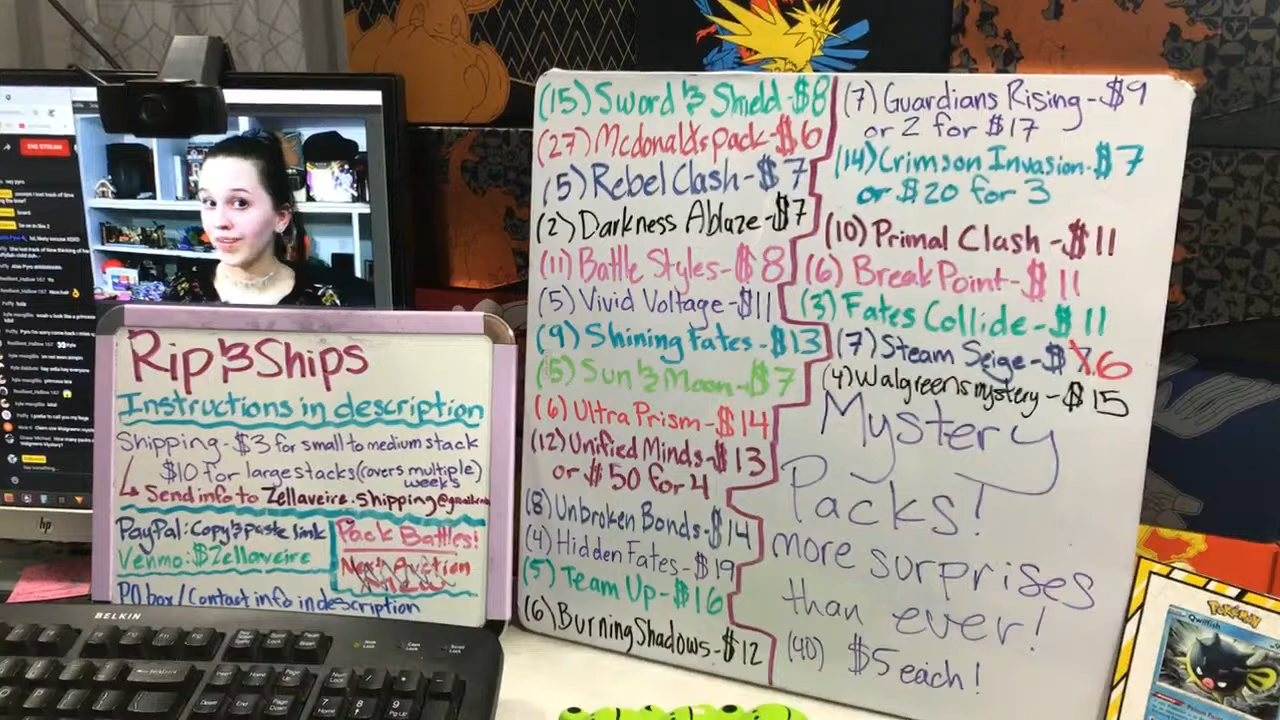 END STREAM
Rip & Ships
Instructions in description
Shipping - $3 for small to medium stack
$10 for large stacks (covers multiple weeks)
Send info to Zellaveire.shipping@gmail.com
PayPal: Copy & paste link
Venmo: $Zellaveire
Pack Battles!
PO box/Contact info in description
BELKIN
hp
(15) Sword & Shield - $8
(27) Mcdonalds pack - $6
(5) Rebel Clash - $7
(2) Darkness Ablaze - $7
(11) Battle Styles - $8
(5) Vivid Voltage - $11
(9) Shining Fates - $13
(5) Sun & Moon - $7
(6) Ultra Prism - $14
(12) Unified Minds - $13
or $50 for 4
(8) Unbroken Bonds - $14
(4) Hidden Fates - $19
(5) Team Up - $16
(6) Burning Shadows - $12
(7) Guardians Rising - $9
or 2 for $17
(14) Crimson Invasion - $7
or $20 for 3
(10) Primal Clash - $11
(6) Break Point - $11
(3) Fates Collide - $11
(7) Steam Seige - $6
(4) Walgreens mystery - $15
Mystery
Packs!
more surprises
than ever!
(40) $5 each!
POKéMON
Qwilfish